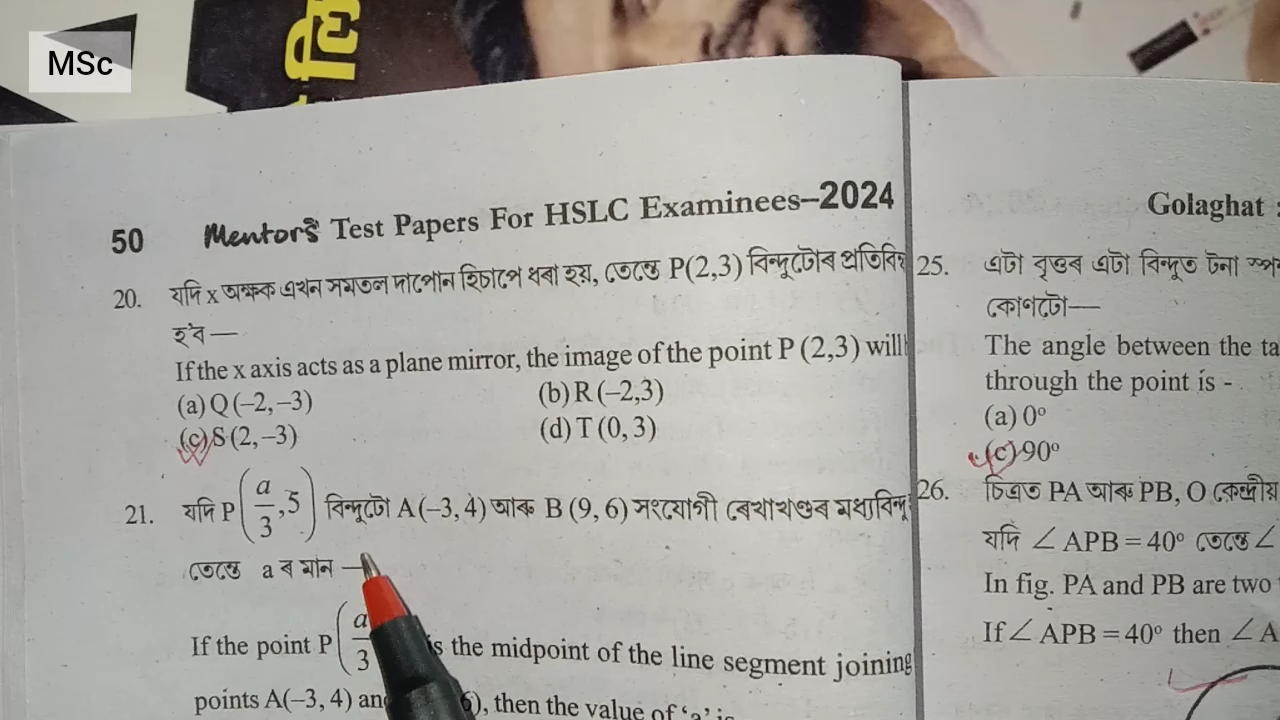 MSc
হি
50 Mentor's Test Papers For HSLC Examinees–2024
20. যদি x অক্ষক এখন সমতল দাপোন হিচাপে ধৰা হয়, তেন্তে P(2,3) বিন্দুটোৰ প্ৰতিবিম্ব
হ'ব —
If the x axis acts as a plane mirror, the image of the point P (2,3) will
(a) Q (–2, –3) (b) R (–2,3)
(c) S (2, –3) (d) T (0, 3)
21. যদি P(a/3, 5) বিন্দুটো A (–3, 4) আৰু B (9, 6) সংযোগী ৰেখাখণ্ডৰ মধ্যবিন্দু
তেন্তে a ৰ মান —
If the point P(a/3 is the midpoint of the line segment joining
points A(–3, 4) and 6), then the value of 'a' is
Golaghat
25. এটা বৃত্তৰ এটা বিন্দুত টনা
কোণটো—
The angle between the
through the point is -
(a) 0°
(c) 90°
26. চিত্ৰত PA আৰু PB, O কেন্দ্ৰীয়
যদি ∠APB = 40° তেন্তে ∠
In fig. PA and PB are two
If ∠APB = 40° then ∠A